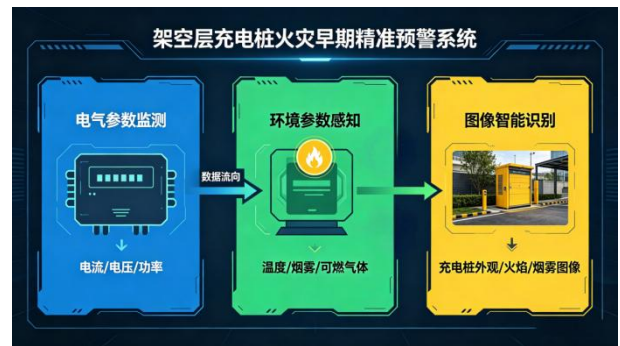 架空层充电桩火灾早期精准预警系统
电气参数监测
环境参数感知
图像智能识别
数据流向
电流/电压/功率
温度/烟雾/可燃气体
充电桩外观/火焰/烟雾图像